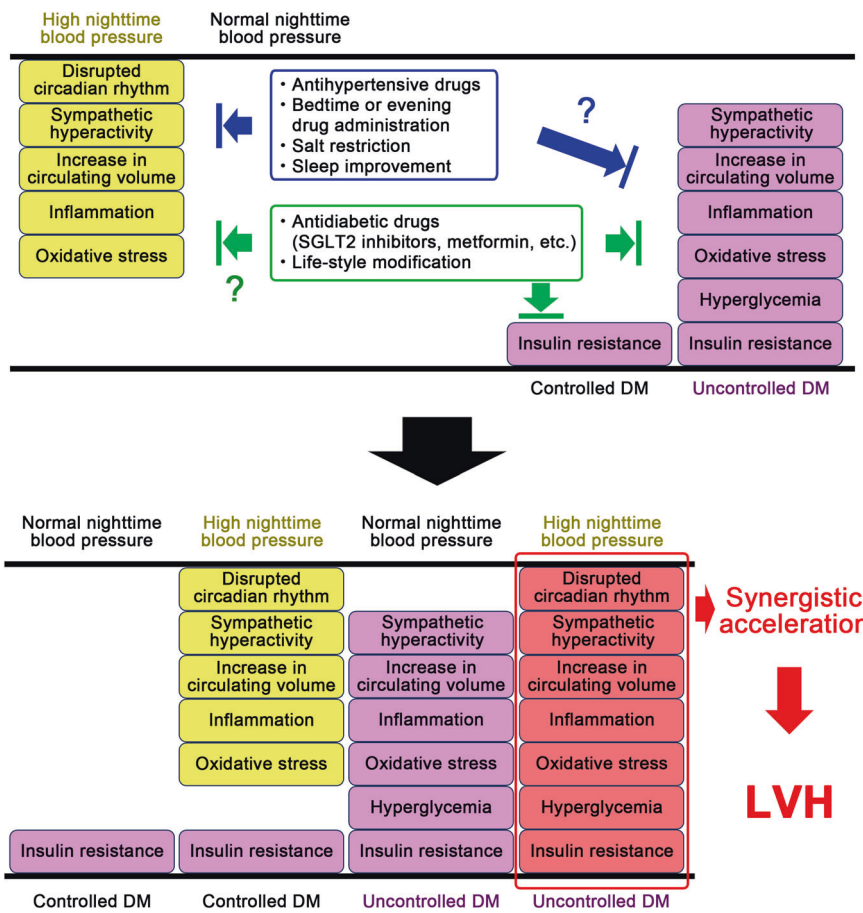 High nighttime
blood pressure
Normal nighttime
blood pressure
Disrupted
circadian rhythm
Sympathetic
hyperactivity
Increase in
circulating volume
Inflammation
Oxidative stress
・Antihypertensive drugs
・Bedtime or evening
drug administration
・Salt restriction
・Sleep improvement
?
・Antidiabetic drugs
(SGLT2 inhibitors, metformin, etc.)
・Life-style modification
?
Sympathetic
hyperactivity
Increase in
circulating volume
Inflammation
Oxidative stress
Hyperglycemia
Insulin resistance
Insulin resistance
Controlled DM
Uncontrolled DM
Normal nighttime
blood pressure
High nighttime
blood pressure
Normal nighttime
blood pressure
High nighttime
blood pressure
Insulin resistance
Controlled DM
Disrupted
circadian rhythm
Sympathetic
hyperactivity
Increase in
circulating volume
Inflammation
Oxidative stress
Insulin resistance
Controlled DM
Sympathetic
hyperactivity
Increase in
circulating volume
Inflammation
Oxidative stress
Hyperglycemia
Insulin resistance
Uncontrolled DM
Disrupted
circadian rhythm
Sympathetic
hyperactivity
Increase in
circulating volume
Inflammation
Oxidative stress
Hyperglycemia
Insulin resistance
Uncontrolled DM
Synergistic
acceleration
LVH